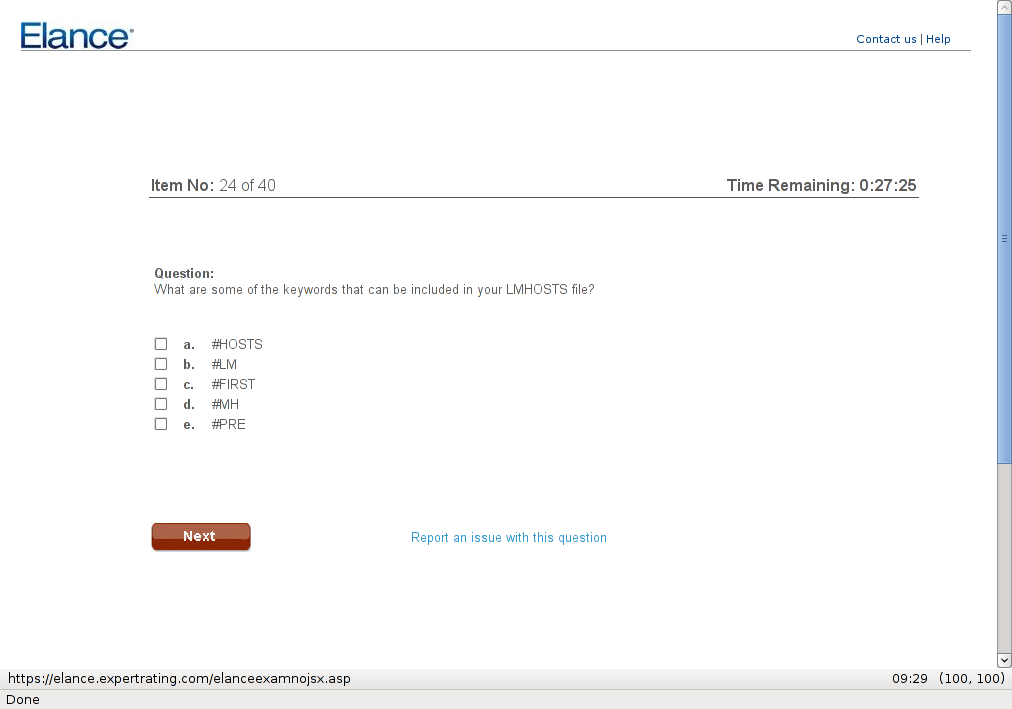 Elance
Contact us | Help
Item No: 24 of 40
Time Remaining: 0:27:25
Question:
What are some of the keywords that can be included in your LMHOSTS file?
a. #HOSTS
b. #LM
c. #FIRST
d. #MH
e. #PRE
Next
Report an issue with this question
https://elance.expertrating.com/elanceexamnojsx.asp
09:29 (100, 100)
Done